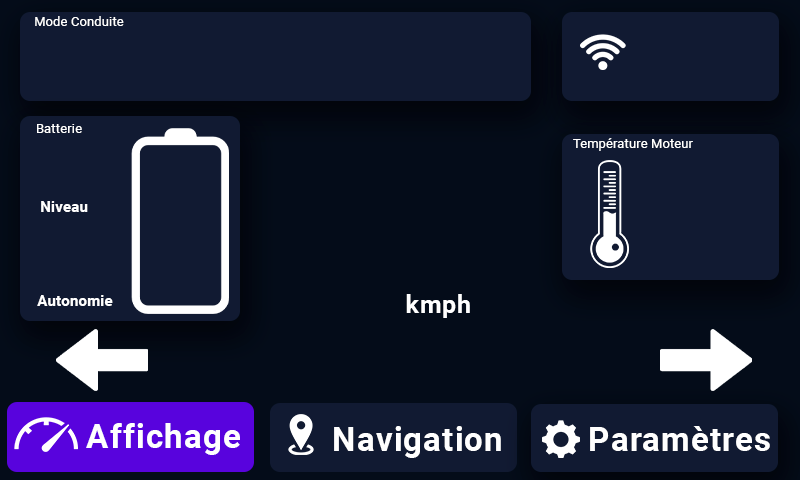 Mode Conduite
Batterie
Température Moteur
Niveau
Autonomie
kmph
Affichage
Navigation
Paramètres